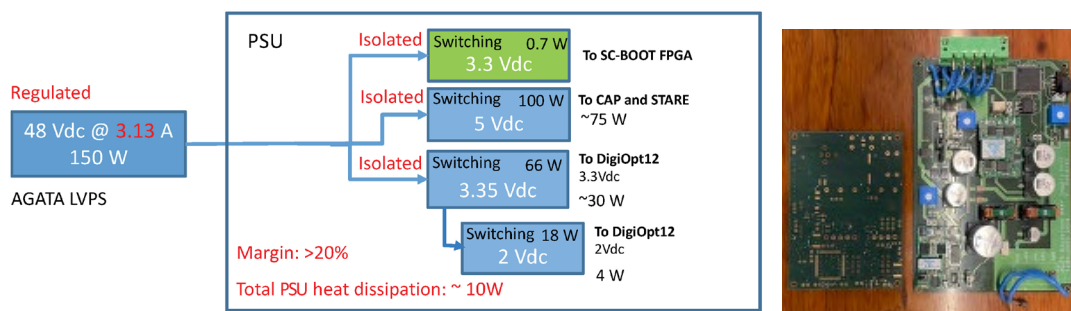 PSU
Regulated
48 Vdc @ 3.13 A
150 W
AGATA LVPS
Isolated
Switching 0.7 W
3.3 Vdc
To SC-BOOT FPGA
Isolated
Switching 100 W
5 Vdc
To CAP and STARE
~75 W
Isolated
Switching 66 W
3.35 Vdc
To DigiOpt12
3.3Vdc
~30 W
Switching 18 W
2 Vdc
To DigiOpt12
2Vdc
4 W
Margin: >20%
Total PSU heat dissipation: ~ 10W